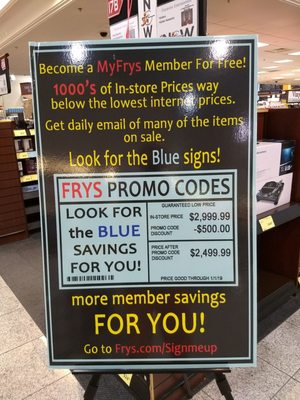 Become a MyFrys Member For Free!
1000's of In-store Prices way
below the lowest internet prices.
Get daily email of many of the items
on sale.
Look for the Blue signs!
FRYS PROMO CODES
LOOK FOR
the BLUE
SAVINGS
FOR YOU!
GUARANTEED LOW PRICE
IN-STORE PRICE $2,999.99
PROMO CODE
DISCOUNT -$500.00
PRICE AFTER
PROMO CODE
DISCOUNT $2,499.99
PRICE GOOD THROUGH 1/1/19
more member savings
FOR YOU!
Go to Frys.com/Signmeup